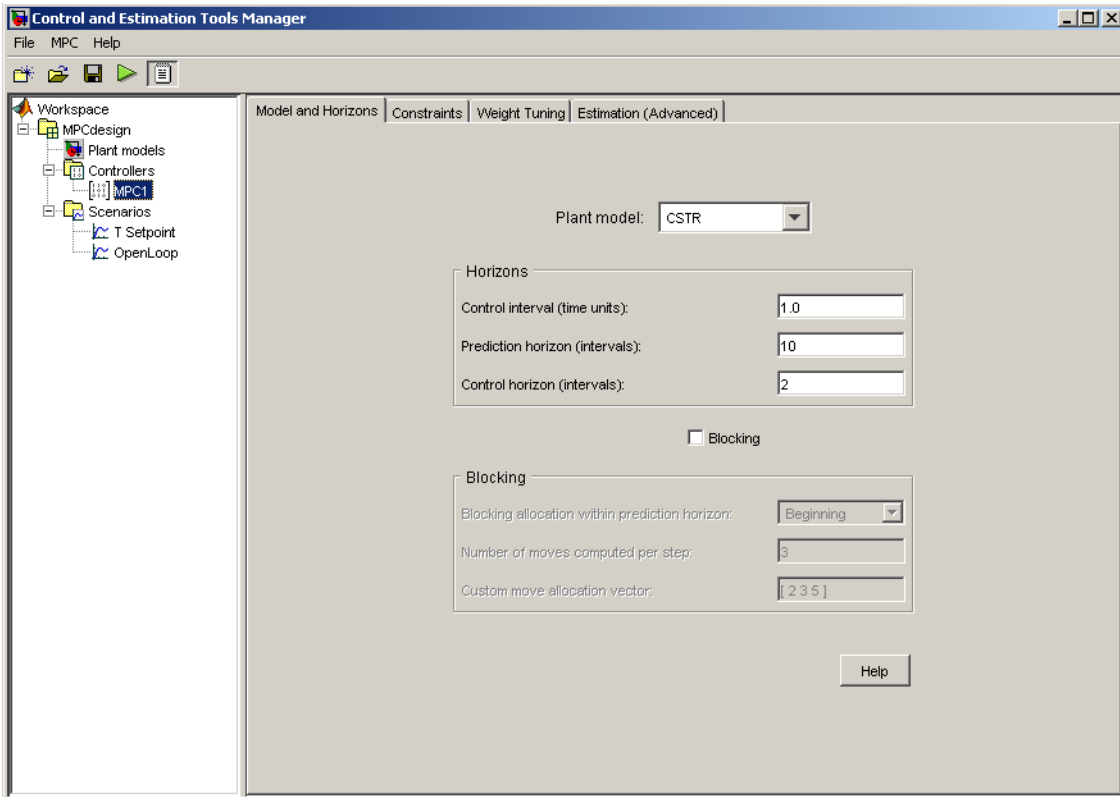 Control and Estimation Tools Manager
File MPC Help
Workspace
MPCdesign
Plant models
Controllers
MPC1
Scenarios
T Setpoint
OpenLoop
Model and Horizons Constraints Weight Tuning Estimation (Advanced)
Plant model: CSTR
Horizons
Control interval (time units): 1.0
Prediction horizon (intervals): 10
Control horizon (intervals): 2
Blocking
Blocking
Blocking allocation within prediction horizon: Beginning
Number of moves computed per step: 3
Custom move allocation vector: [ 2 3 5 ]
Help